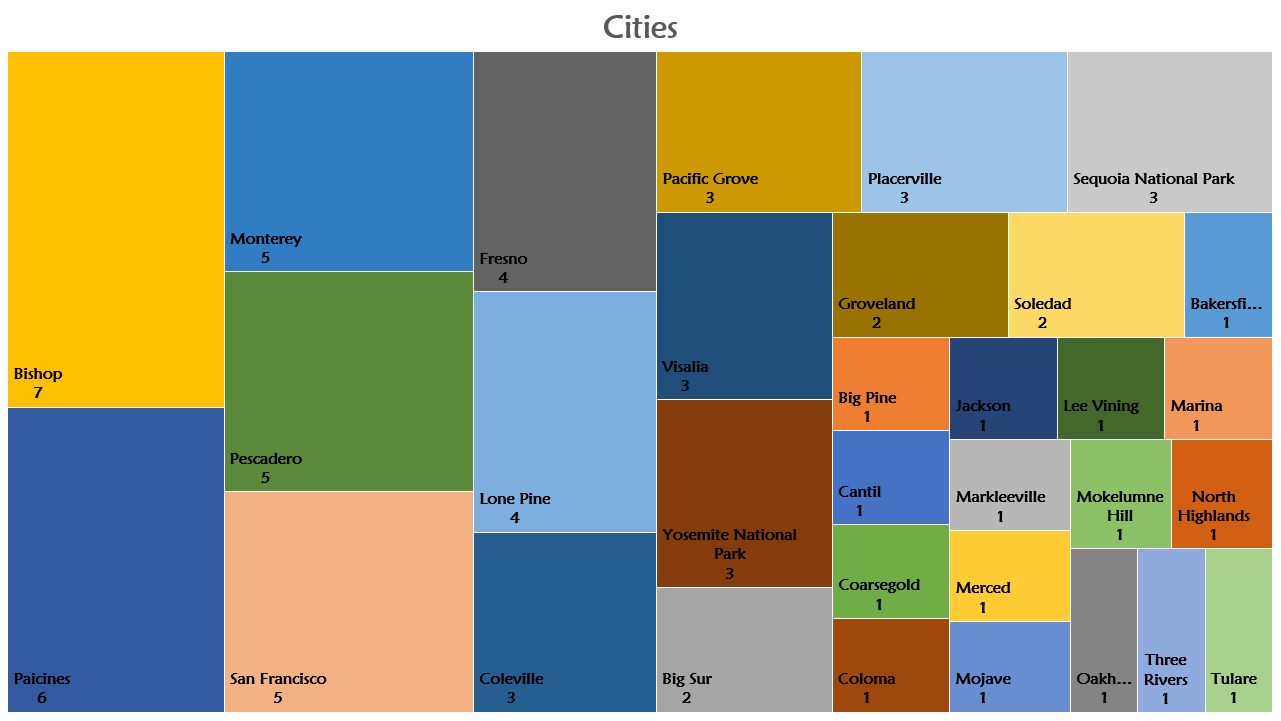 Cities
Bishop
7
Paicines
6
Monterey
5
Pescadero
5
San Francisco
5
Fresno
4
Lone Pine
4
Coleville
3
Pacific Grove
3
Placerville
3
Sequoia National Park
3
Visalia
3
Yosemite National
Park
3
Big Sur
2
Groveland
2
Soledad
2
Bakersfi...
1
Big Pine
1
Cantil
1
Coarsegold
1
Coloma
1
Jackson
1
Lee Vining
1
Marina
1
Markleeville
1
Merced
1
Mojave
1
Mokelumne
Hill
1
North
Highlands
1
Oakh...
1
Three
Rivers
1
Tulare
1